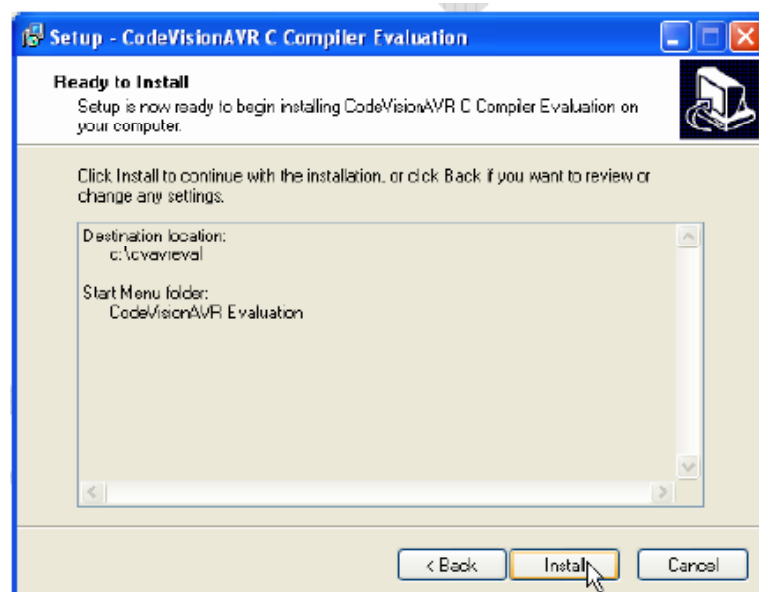 Setup - CodeVisionAVR C Compiler Evaluation
Ready to Install
Setup is now ready to begin installing CodeVisionAVR C Compiler Evaluation on
your computer.
Click Install to continue with the installation, or click Back if you want to review or
change any settings.
Destination location:
c:\cvavreval
Start Menu folder:
CodeVisionAVR Evaluation
< Back
Install
Cancel